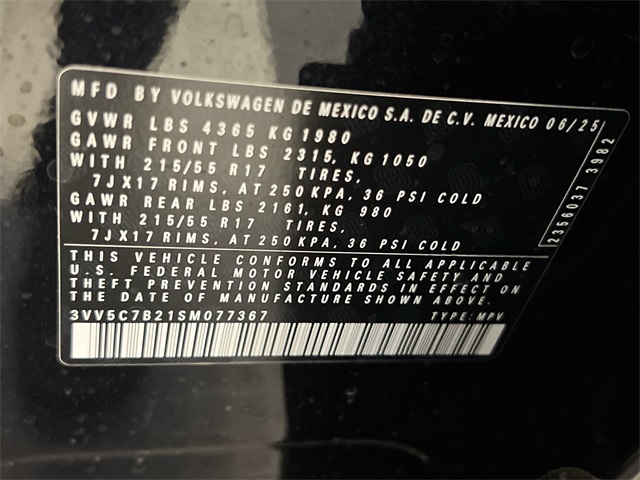 MFD BY VOLKSWAGEN DE MEXICO S.A. DE C.V. MEXICO 06/25
GVWR LBS 4365 KG 1980
GAWR FRONT LBS 2315, KG 1050
WITH 215/55 R17 TIRES,
7JX17 RIMS, AT 250 KPA, 36 PSI COLD
GAWR REAR LBS 2161, KG 980
WITH 215/55 R17 TIRES,
7JX17 RIMS, AT 250 KPA, 36 PSI COLD
2356037 3982
THIS VEHICLE CONFORMS TO ALL APPLICABLE
U.S. FEDERAL MOTOR VEHICLE SAFETY AND
THEFT PREVENTION STANDARDS IN EFFECT ON
THE DATE OF MANUFACTURE SHOWN ABOVE.
3VV5C7B21SM077367 TYPE: MPV